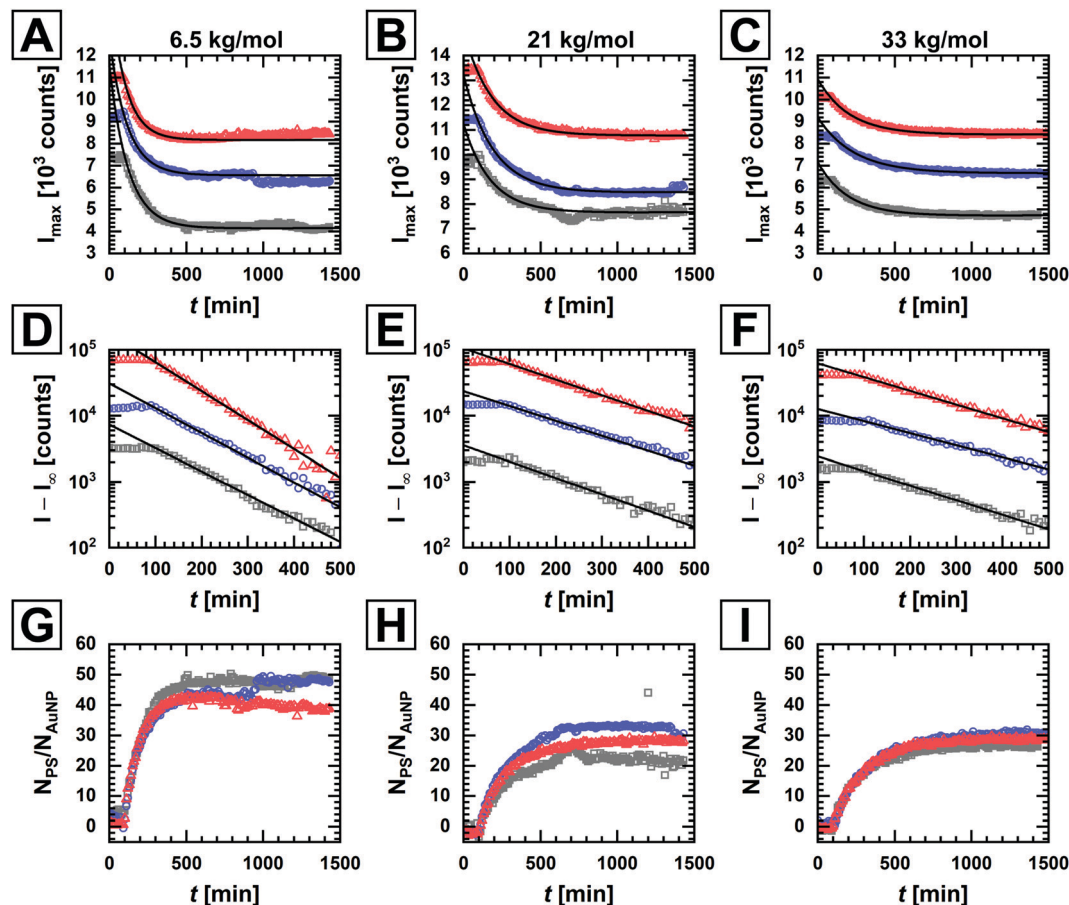 A
6.5 kg/mol
B
21 kg/mol
C
33 kg/mol
I_max [10^3 counts]
12
11
10
9
8
7
6
5
4
3
0 500 1000 1500
t [min]
I_max [10^3 counts]
14
13
12
11
10
9
8
7
6
0 500 1000 1500
t [min]
I_max [10^3 counts]
12
11
10
9
8
7
6
5
4
3
0 500 1000 1500
t [min]
D
E
F
I − I_∞ [counts]
10^5
10^4
10^3
10^2
0 100 200 300 400 500
t [min]
I − I_∞ [counts]
10^5
10^4
10^3
10^2
0 100 200 300 400 500
t [min]
I − I_∞ [counts]
10^5
10^4
10^3
10^2
0 100 200 300 400 500
t [min]
G
H
I
N_PS/N_AuNP
60
50
40
30
20
10
0
0 500 1000 1500
t [min]
N_PS/N_AuNP
60
50
40
30
20
10
0
0 500 1000 1500
t [min]
N_PS/N_AuNP
60
50
40
30
20
10
0
0 500 1000 1500
t [min]